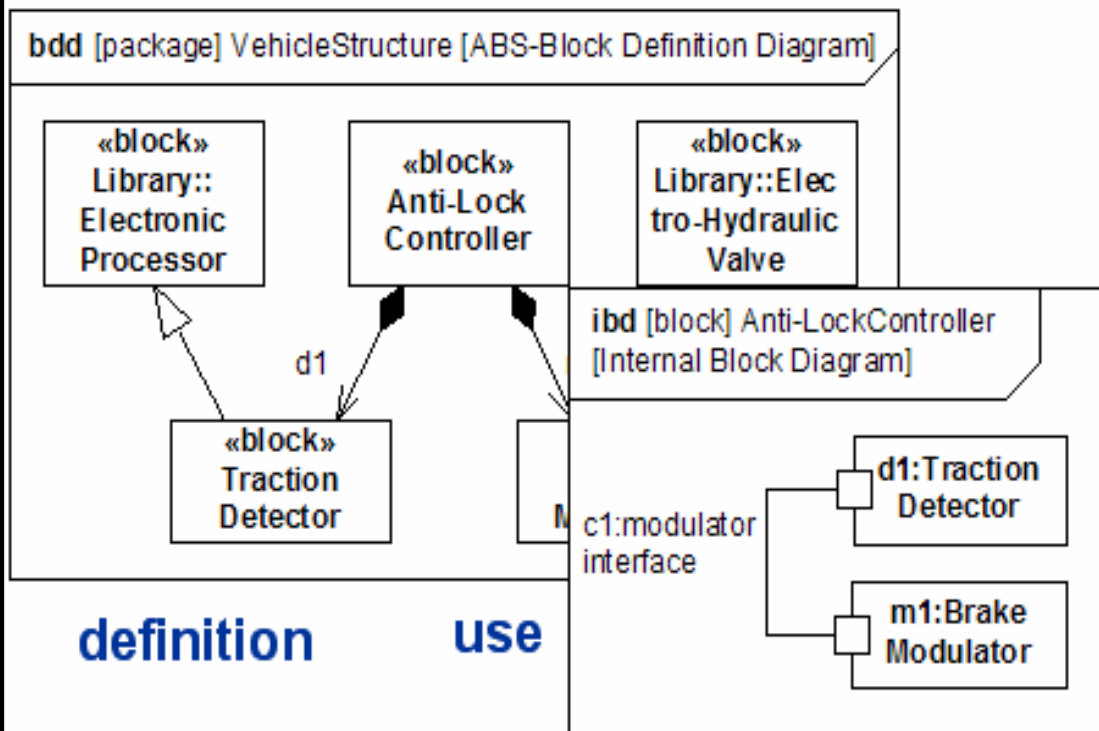 bdd [package] VehicleStructure [ABS-Block Definition Diagram]
«block»
Library::
Electronic
Processor
«block»
Anti-Lock
Controller
«block»
Library::Elec
tro-Hydraulic
Valve
d1
«block»
Traction
Detector
ibd [block] Anti-LockController
[Internal Block Diagram]
d1:Traction
Detector
c1:modulator
interface
m1:Brake
Modulator
definition
use